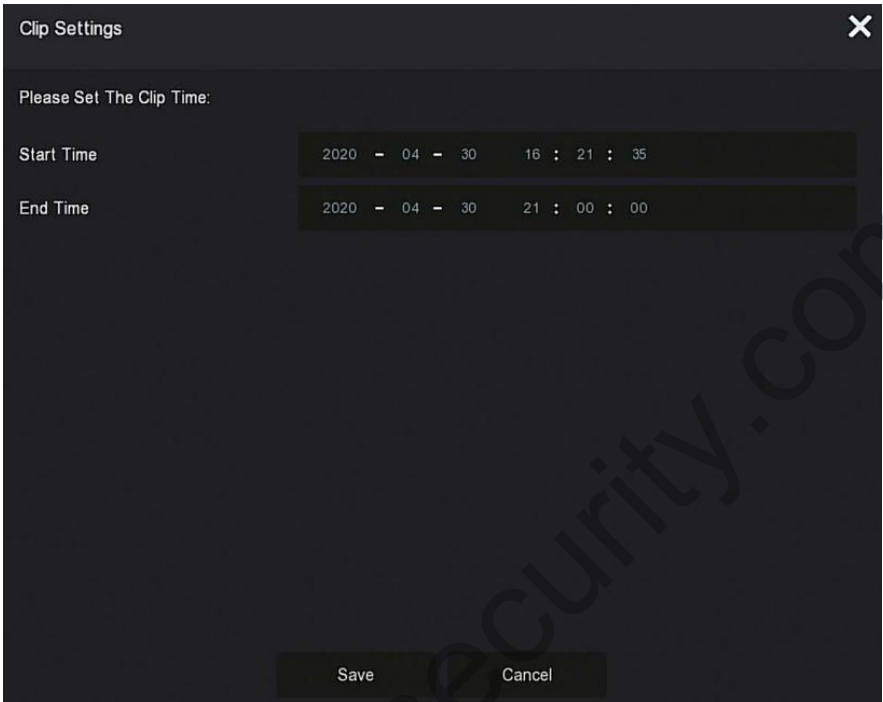 Clip Settings
Please Set The Clip Time:
Start Time 2020 - 04 - 30 16 : 21 : 35
End Time 2020 - 04 - 30 21 : 00 : 00
Save Cancel